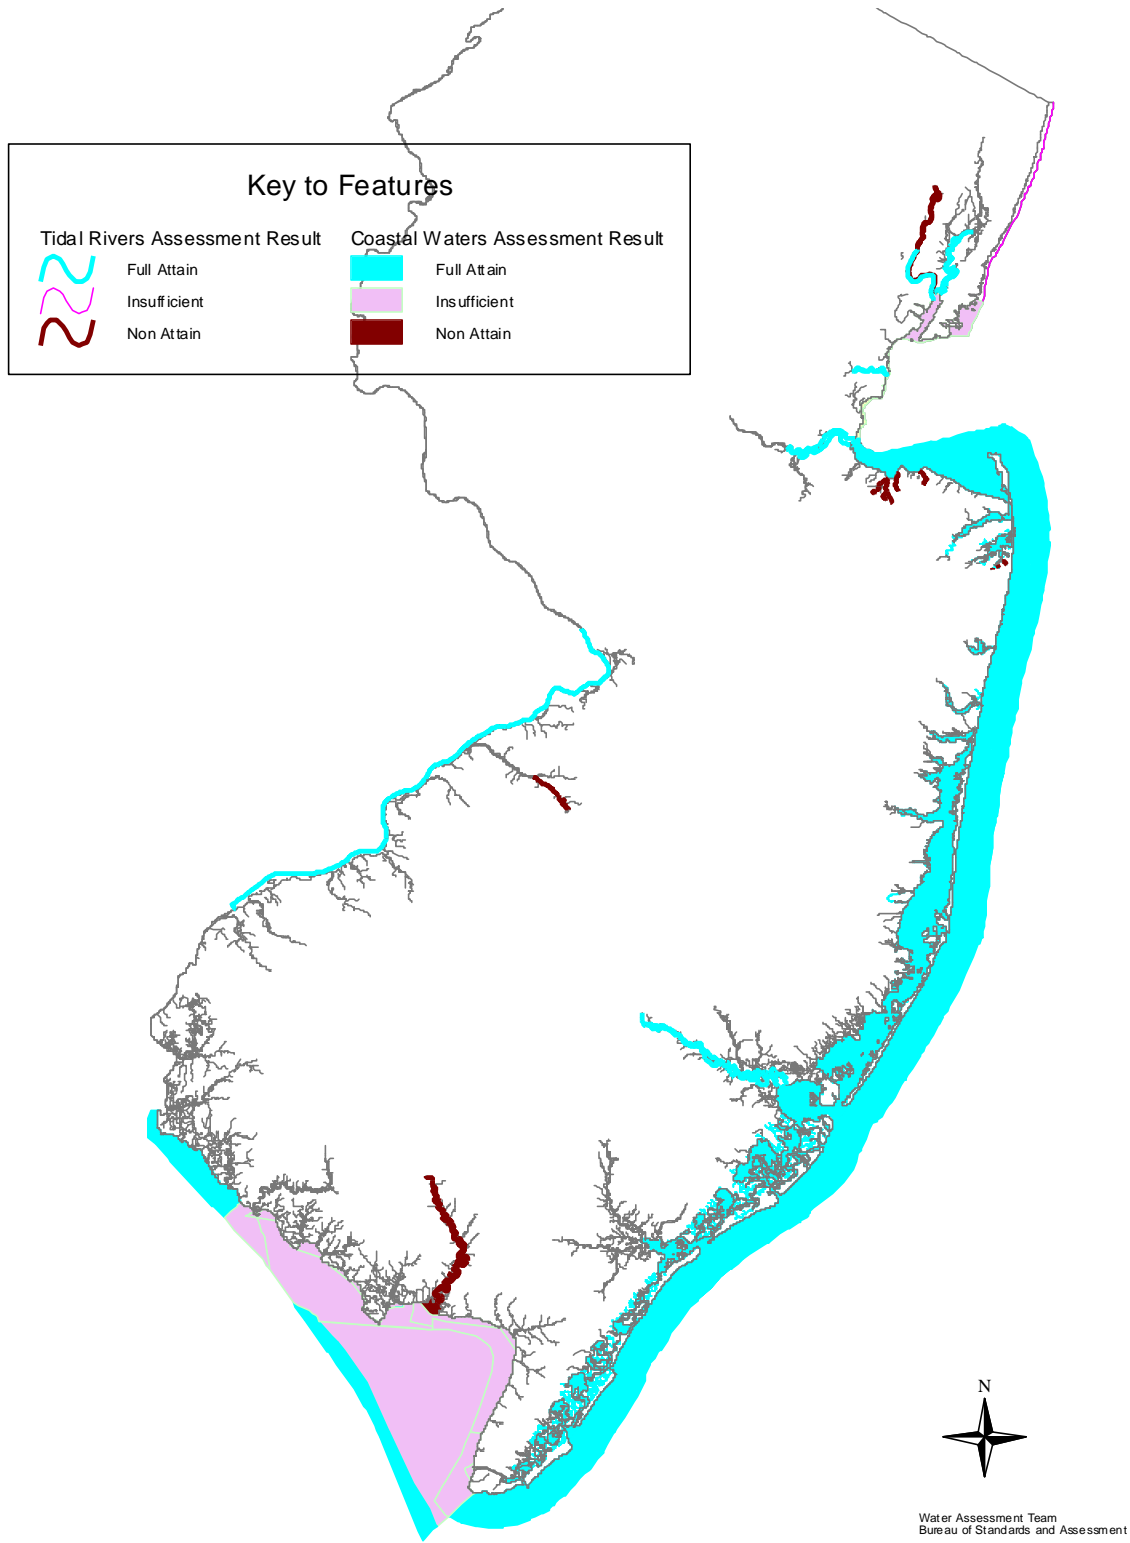 Key to Features
Tidal Rivers Assessment Result
Full Attain
Insufficient
Non Attain
Coastal Waters Assessment Result
Full Attain
Insufficient
Non Attain
N
Water Assessment Team
Bureau of Standards and Assessment